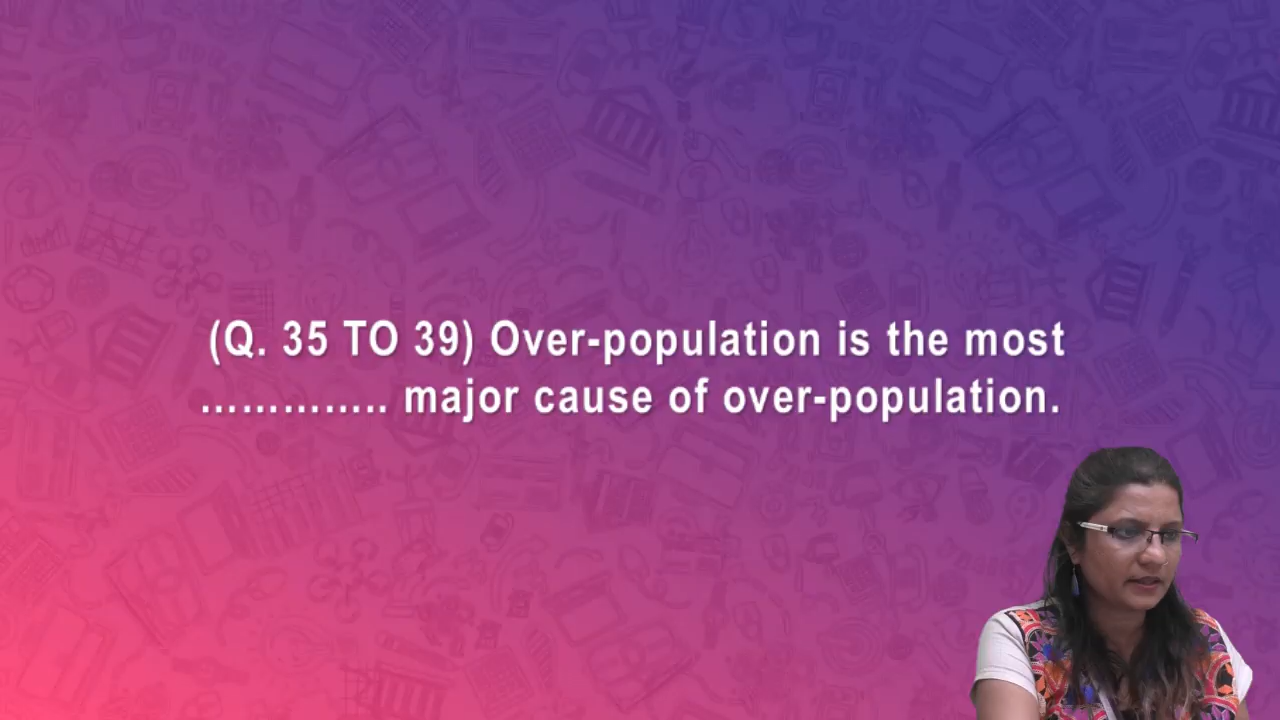 (Q. 35 TO 39) Over-population is the most
………….. major cause of over-population.